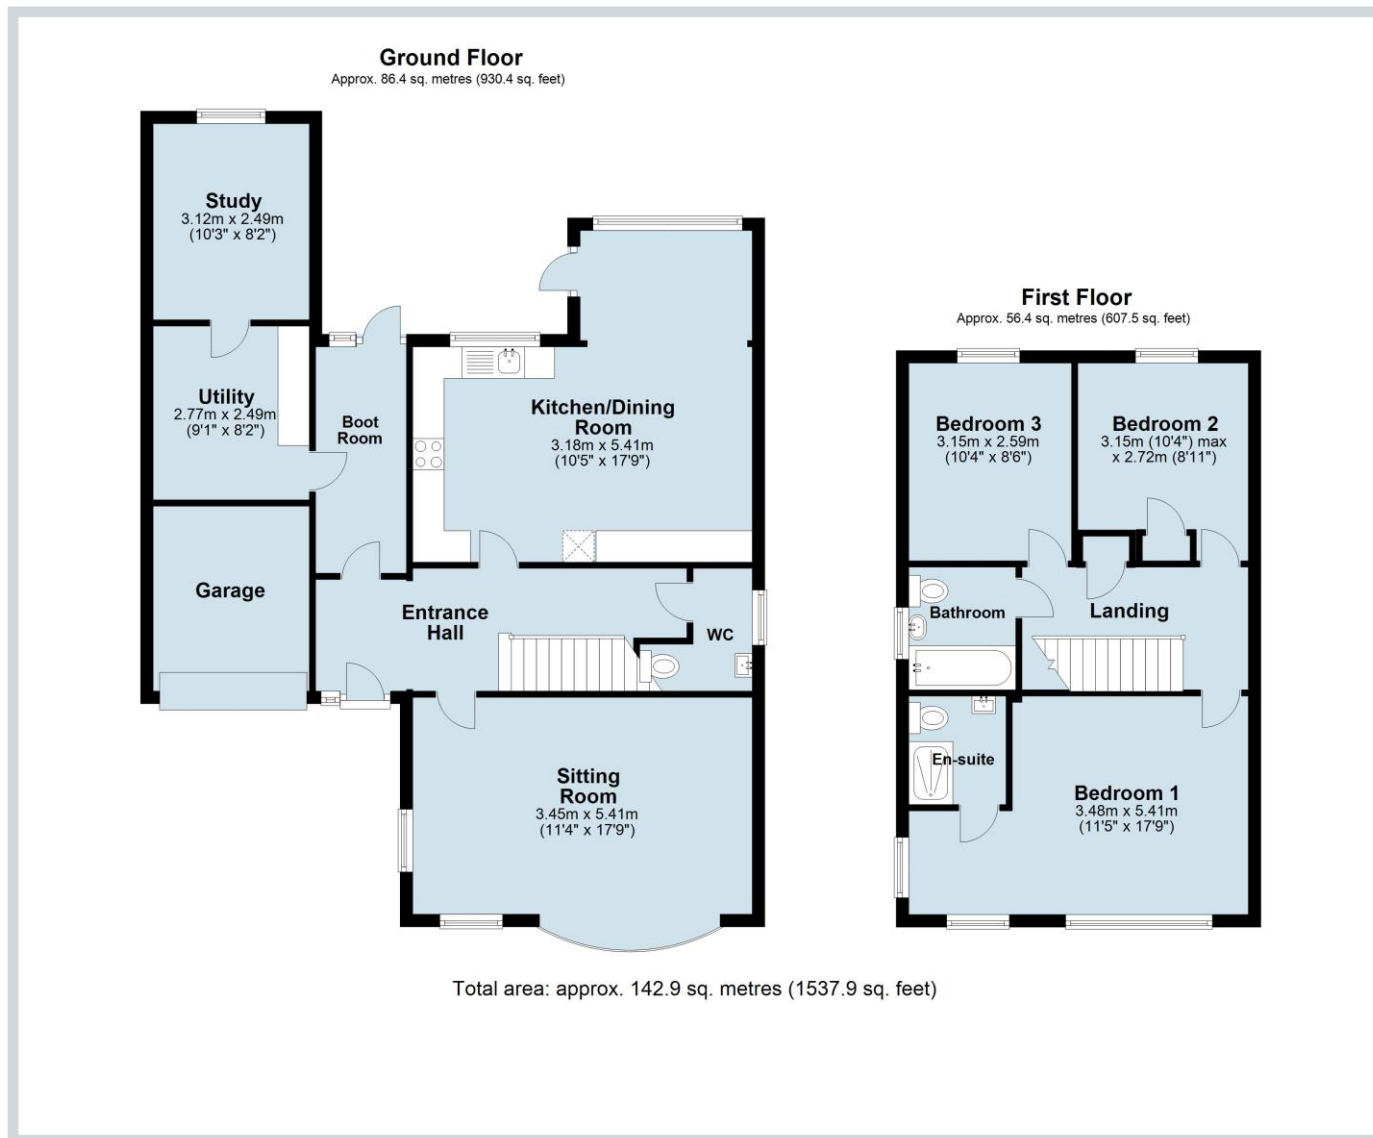 Ground Floor
Approx. 86.4 sq. metres (930.4 sq. feet)
Study
3.12m x 2.49m
(10'3" x 8'2")
Utility
2.77m x 2.49m
(9'1" x 8'2")
Boot
Room
Kitchen/Dining
Room
3.18m x 5.41m
(10'5" x 17'9")
Garage
Entrance
Hall
WC
Sitting
Room
3.45m x 5.41m
(11'4" x 17'9")
First Floor
Approx. 56.4 sq. metres (607.5 sq. feet)
Bedroom 3
3.15m x 2.59m
(10'4" x 8'6")
Bedroom 2
3.15m (10'4") max
x 2.72m (8'11")
Bathroom
Landing
En-suite
Bedroom 1
3.48m x 5.41m
(11'5" x 17'9")
Total area: approx. 142.9 sq. metres (1537.9 sq. feet)